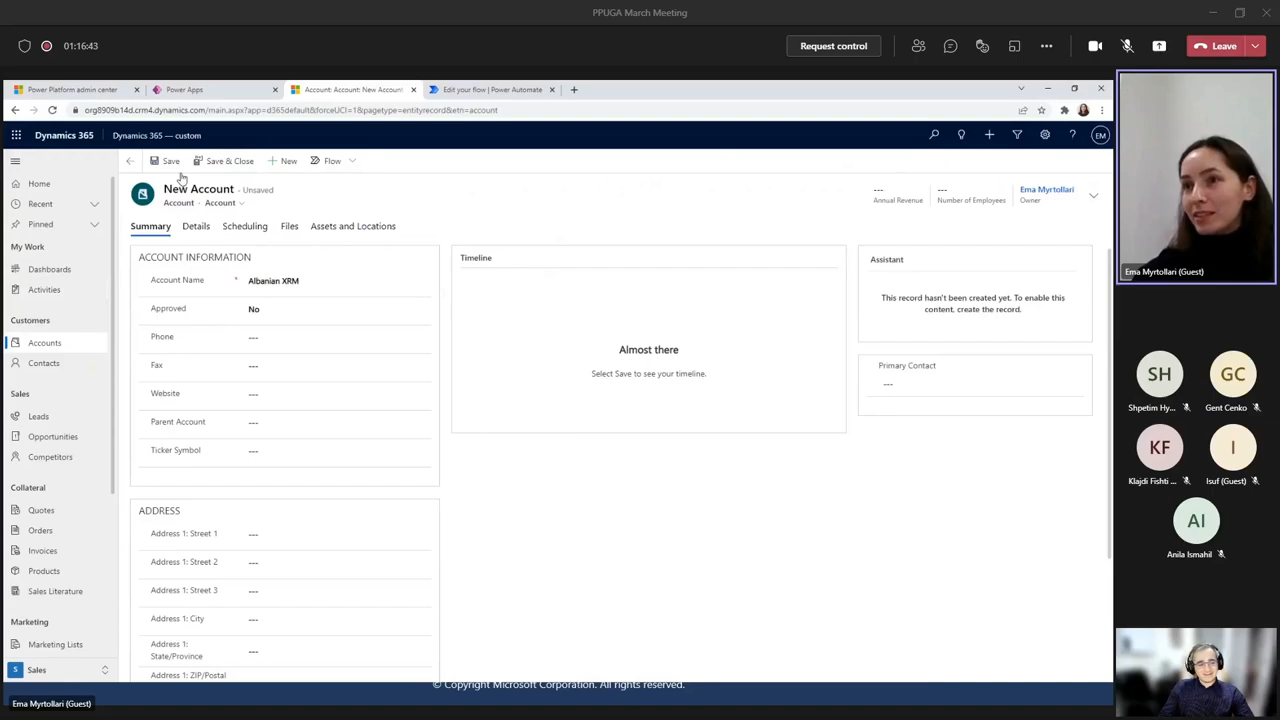 PPUGA March Meeting
01:16:43
Request control
Leave
Power Platform admin center
Power Apps
Account: Account: New Account
Edit your flow | Power Automate
org8909b14d.crm4.dynamics.com/main.aspx?app=d365default&forceUCI=1&pagetype=entityrecord&etn=account
Dynamics 365
Dynamics 365 — custom
EM
Save
Save & Close
New
Flow
Home
Recent
Pinned
My Work
Dashboards
Activities
Customers
Accounts
Contacts
Sales
Leads
Opportunities
Competitors
Collateral
Quotes
Orders
Invoices
Products
Sales Literature
Marketing
Marketing Lists
S Sales
New Account - Unsaved
Account · Account
--- 
Annual Revenue
---
Number of Employees
Ema Myrtollari
Owner
Summary
Details
Scheduling
Files
Assets and Locations
ACCOUNT INFORMATION
Account Name * Albanian XRM
Approved No
Phone ---
Fax ---
Website ---
Parent Account ---
Ticker Symbol ---
ADDRESS
Address 1: Street 1 ---
Address 1: Street 2 ---
Address 1: Street 3 ---
Address 1: City ---
Address 1:
State/Province ---
Address 1: ZIP/Postal
Timeline
Almost there
Select Save to see your timeline.
Assistant
This record hasn't been created yet. To enable this
content, create the record.
Primary Contact
---
© Copyright Microsoft Corporation. All rights reserved.
Ema Myrtollari (Guest)
Ema Myrtollari (Guest)
SH
Shpetim Hy...
GC
Gent Cenko
KF
Klajdi Fishti ...
I
Isuf (Guest)
AI
Anila Ismahil